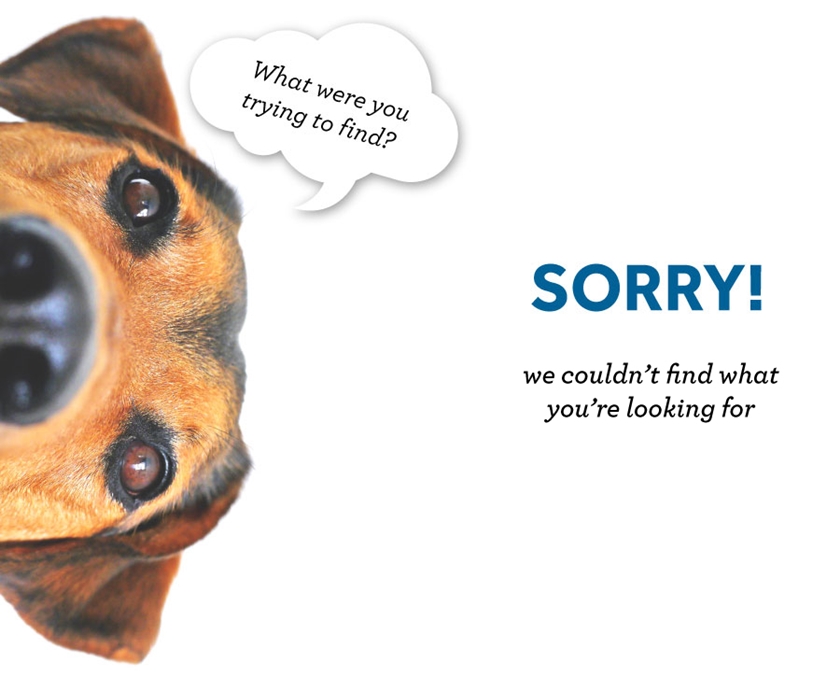 What were you
trying to find?
SORRY!
we couldn't find what
you're looking for